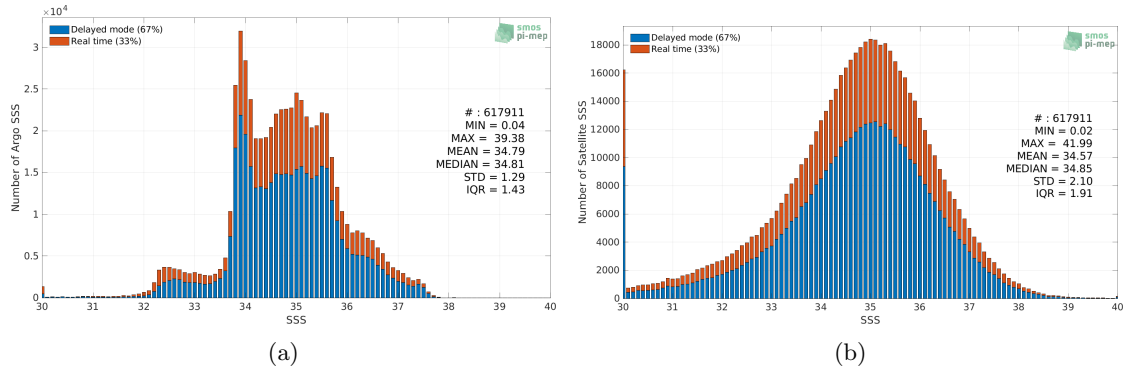 ×10⁴
Delayed mode (67%)
Real time (33%)
smos
pi-mep
Number of Argo SSS
3
2.5
2
1.5
1
0.5
0
# : 617911
MIN = 0.04
MAX = 39.38
MEAN = 34.79
MEDIAN = 34.81
STD = 1.29
IQR = 1.43
30 31 32 33 34 35 36 37 38 39 40
SSS
(a)
Delayed mode (67%)
Real time (33%)
smos
pi-mep
Number of Satellite SSS
18000
16000
14000
12000
10000
8000
6000
4000
2000
0
# : 617911
MIN = 0.02
MAX = 41.99
MEAN = 34.57
MEDIAN = 34.85
STD = 2.10
IQR = 1.91
30 31 32 33 34 35 36 37 38 39 40
SSS
(b)